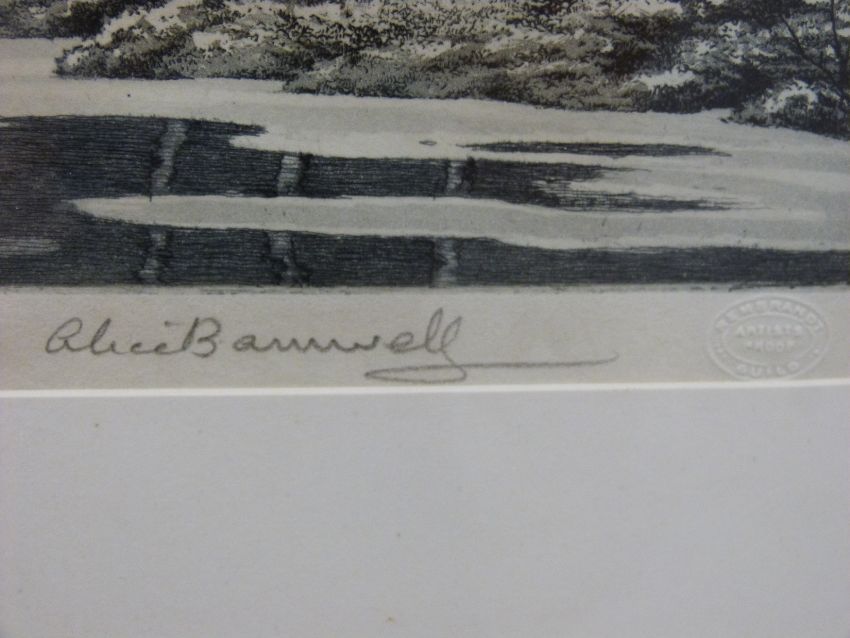 Alice Barnwell
REMBRANDT
ARTISTS
PROOF
GUILD